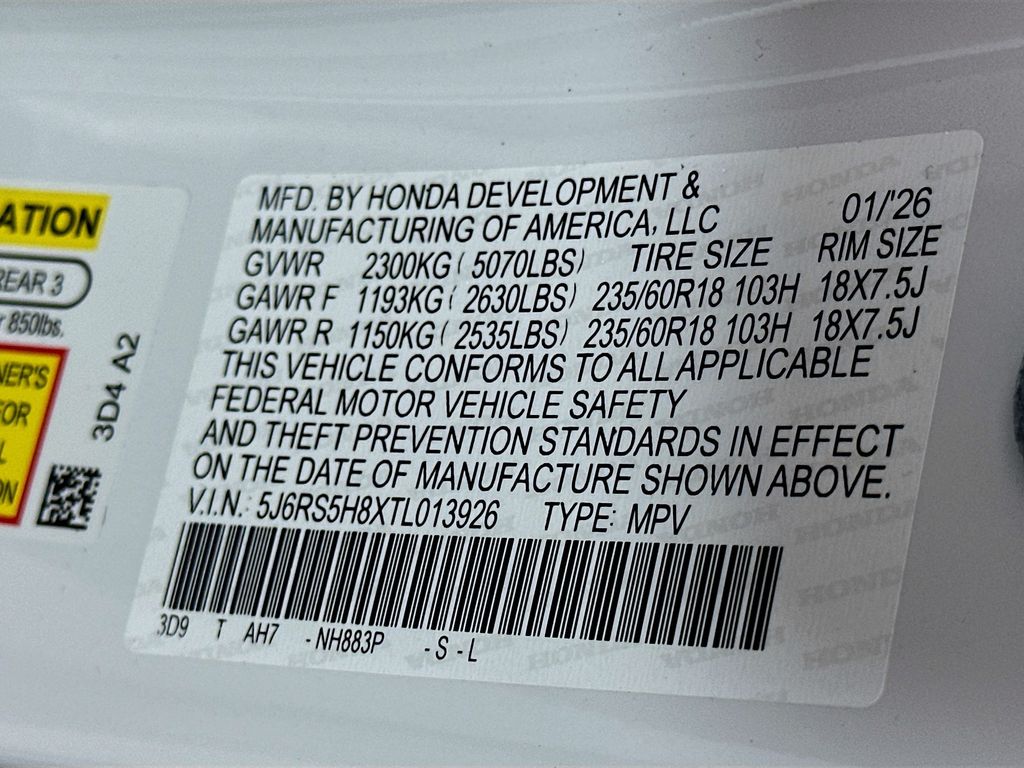 ATION
REAR 3
850lbs.
NER'S
FOR
L
ON
3D4 A2
MFD. BY HONDA DEVELOPMENT &
MANUFACTURING OF AMERICA, LLC 01/'26
GVWR 2300KG ( 5070LBS) TIRE SIZE RIM SIZE
GAWR F 1193KG ( 2630LBS) 235/60R18 103H 18X7.5J
GAWR R 1150KG ( 2535LBS) 235/60R18 103H 18X7.5J
THIS VEHICLE CONFORMS TO ALL APPLICABLE
FEDERAL MOTOR VEHICLE SAFETY
AND THEFT PREVENTION STANDARDS IN EFFECT
ON THE DATE OF MANUFACTURE SHOWN ABOVE.
V.I.N.: 5J6RS5H8XTL013926 TYPE: MPV
3D9 T AH7 -NH883P -S-L